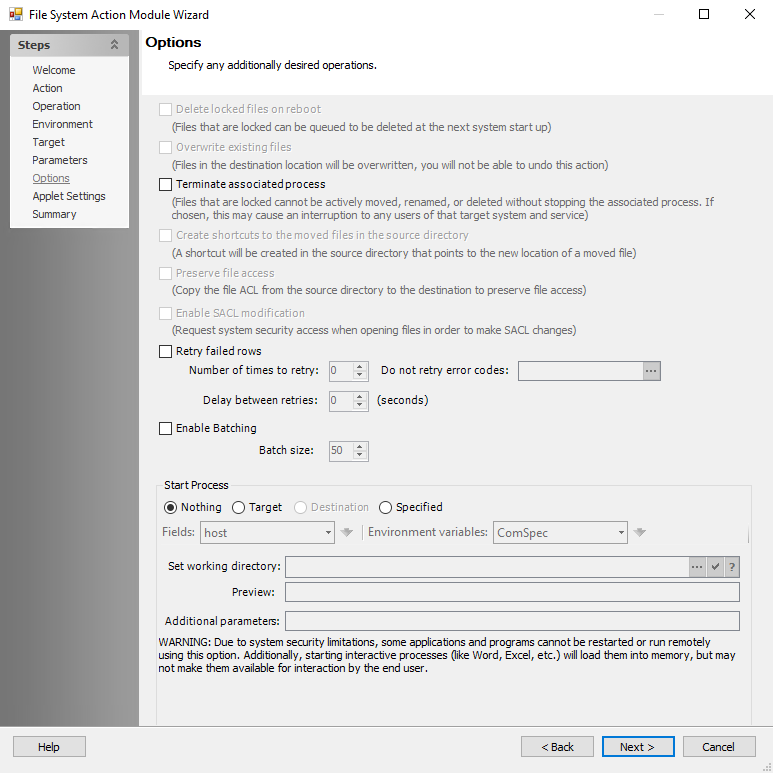 File System Action Module Wizard
Steps
Welcome
Action
Operation
Environment
Target
Parameters
Options
Applet Settings
Summary
Options
Specify any additionally desired operations.
Delete locked files on reboot
(Files that are locked can be queued to be deleted at the next system start up)
Overwrite existing files
(Files in the destination location will be overwritten, you will not be able to undo this action)
Terminate associated process
(Files that are locked cannot be actively moved, renamed, or deleted without stopping the associated process. If
chosen, this may cause an interruption to any users of that target system and service)
Create shortcuts to the moved files in the source directory
(A shortcut will be created in the source directory that points to the new location of a moved file)
Preserve file access
(Copy the file ACL from the source directory to the destination to preserve file access)
Enable SACL modification
(Request system security access when opening files in order to make SACL changes)
Retry failed rows
Number of times to retry: 0 Do not retry error codes: ...
Delay between retries: 0 (seconds)
Enable Batching
Batch size: 50
Start Process
Nothing Target Destination Specified
Fields: host Environment variables: ComSpec
Set working directory: ... ?
Preview:
Additional parameters:
WARNING: Due to system security limitations, some applications and programs cannot be restarted or run remotely
using this option. Additionally, starting interactive processes (like Word, Excel, etc.) will load them into memory, but may
not make them available for interaction by the end user.
Help < Back Next > Cancel